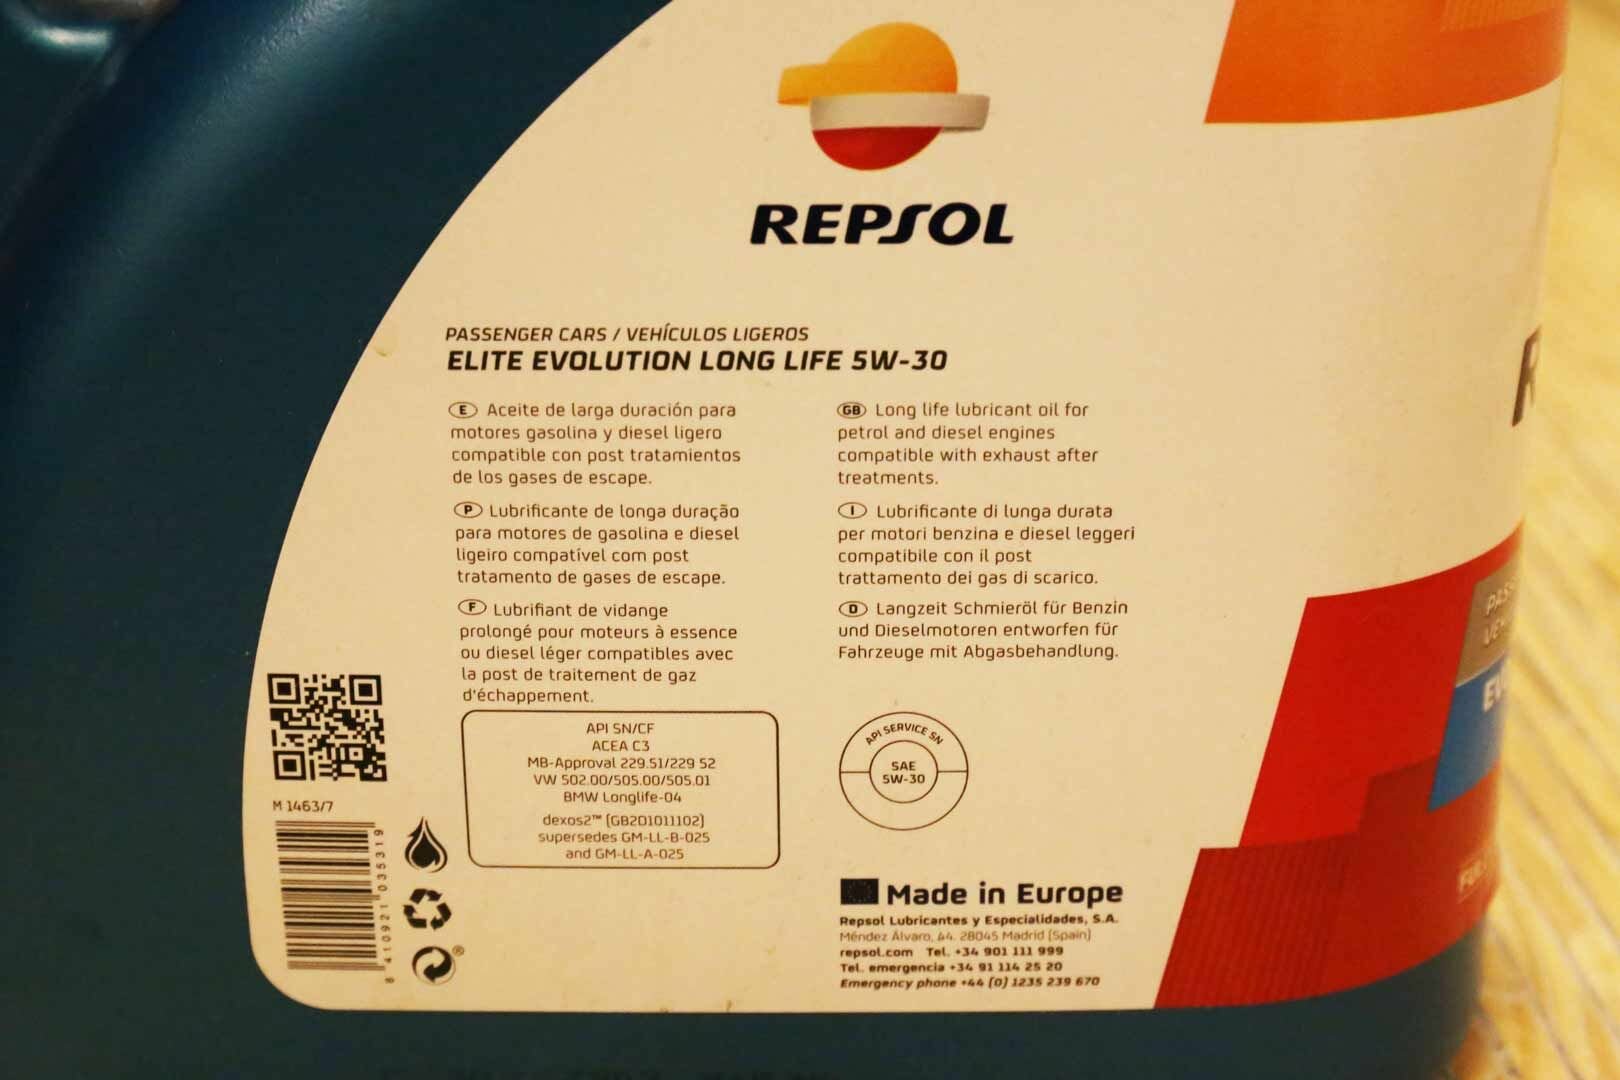 REPSOL
PASSENGER CARS / VEHÍCULOS LIGEROS
ELITE EVOLUTION LONG LIFE 5W-30
E Aceite de larga duración para
motores gasolina y diesel ligero
compatible con post tratamientos
de los gases de escape.
P Lubrificante de longa duração
para motores de gasolina e diesel
ligeiro compatível com post
tratamento de gases de escape.
F Lubrifiant de vidange
prolongé pour moteurs à essence
ou diesel léger compatibles avec
la post de traitement de gaz
d'échappement.
GB Long life lubricant oil for
petrol and diesel engines
compatible with exhaust after
treatments.
I Lubrificante di lunga durata
per motori benzina e diesel leggeri
compatibile con il post
trattamento dei gas di scarico.
D Langzeit Schmieröl für Benzin
und Dieselmotoren entworfen für
Fahrzeuge mit Abgasbehandlung.
API SN/CF
ACEA C3
MB-Approval 229.51/229 52
VW 502.00/505.00/505.01
BMW Longlife-04
dexos2™ (GB2D1011102)
supersedes GM-LL-B-025
and GM-LL-A-025
API SERVICE SN
SAE
5W-30
M 1463/7
8 410921 035319
®
Made in Europe
Repsol Lubricantes y Especialidades, S.A.
Méndez Álvaro, 44. 28045 Madrid (Spain)
repsol.com Tel. +34 901 111 999
Tel. emergencia +34 91 114 25 20
Emergency phone +44 (0) 1235 239 670